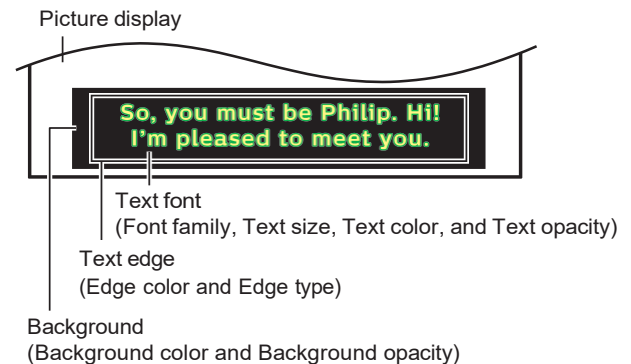 Picture display
So, you must be Philip. Hi!
I'm pleased to meet you.
Text font
(Font family, Text size, Text color, and Text opacity)
Text edge
(Edge color and Edge type)
Background
(Background color and Background opacity)